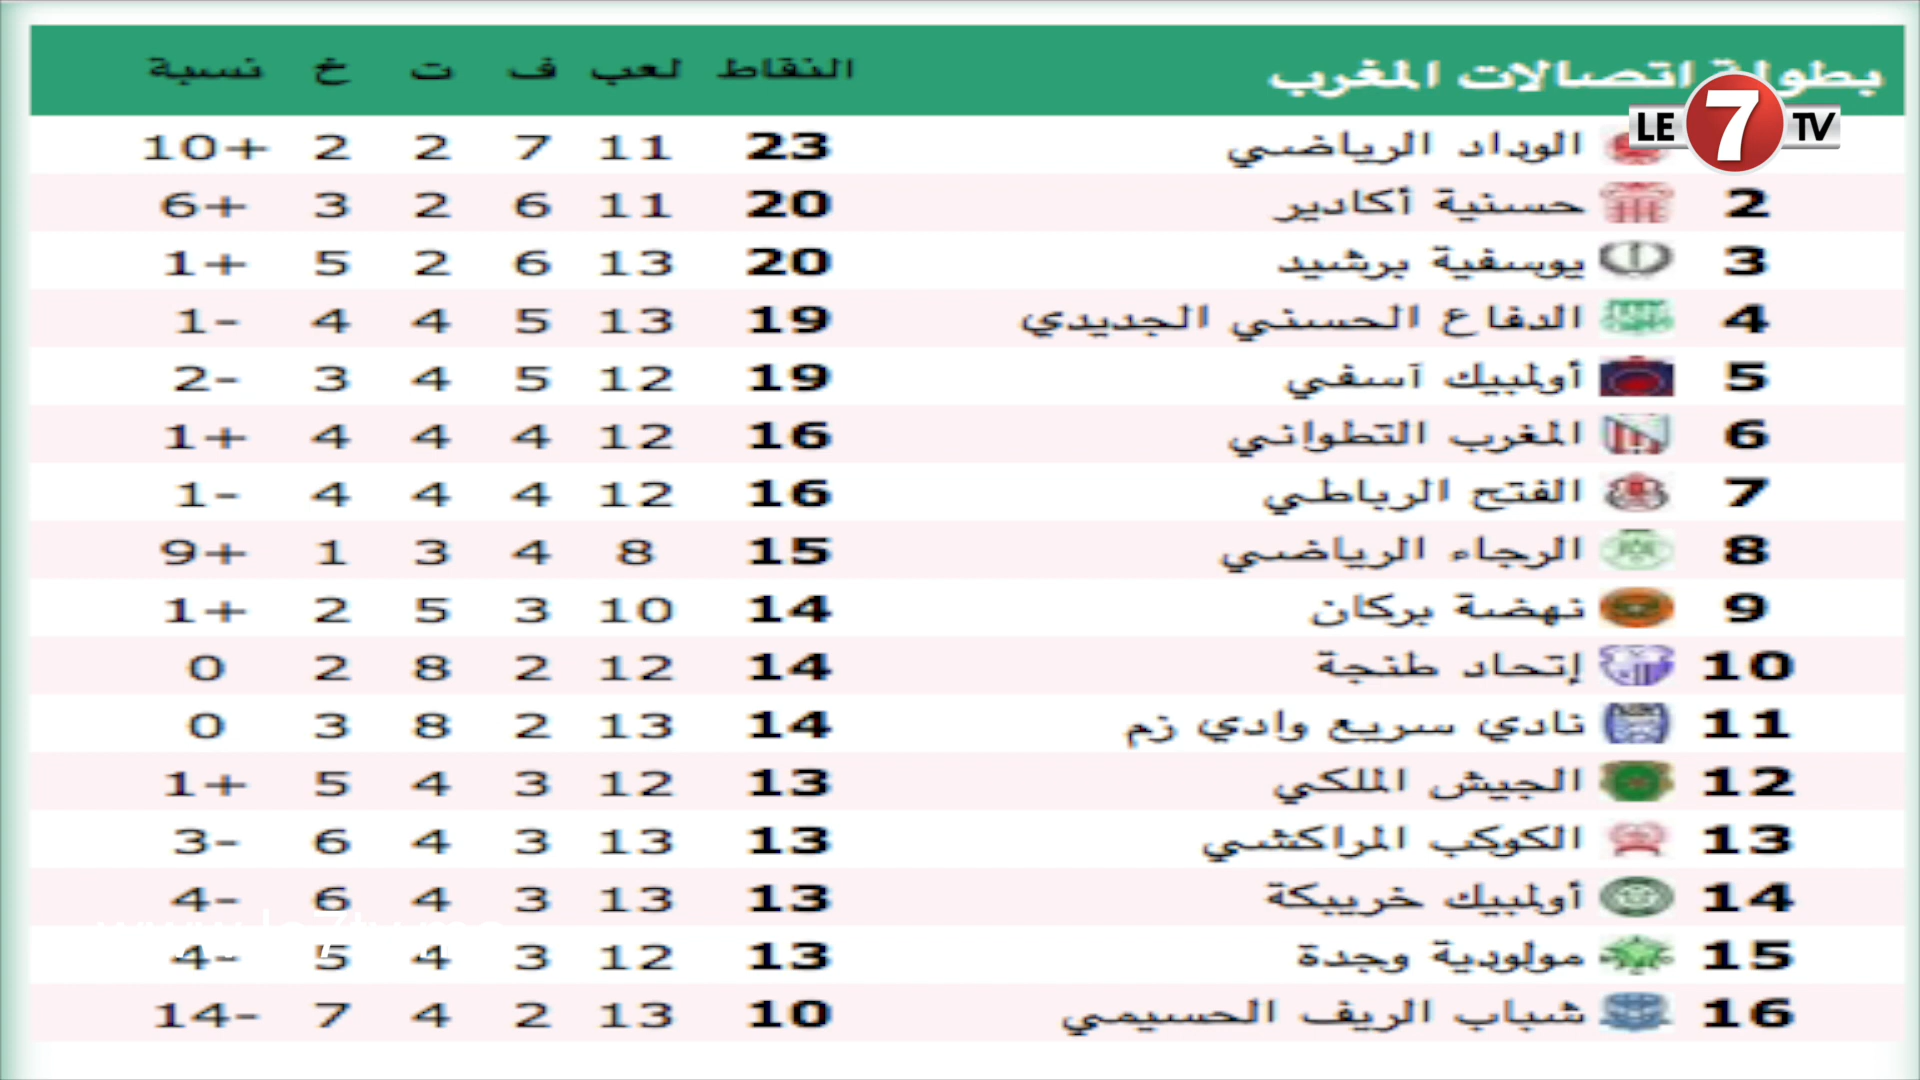 بطولة اتصالات المغرب النقاط لعب ف ت خ نسبة
LE 7 TV
الوداد الرياضي 23 11 7 2 2 +10
2 حسنية أكادير 20 11 6 2 3 +6
3 يوسفية برشيد 20 13 6 2 5 +1
4 الدفاع الحسني الجديدي 19 13 5 4 4 -1
5 أولمبيك آسفي 19 12 5 4 3 -2
6 المغرب التطواني 16 12 4 4 4 +1
7 الفتح الرباطي 16 12 4 4 4 -1
8 الرجاء الرياضي 15 8 4 3 1 +9
9 نهضة بركان 14 10 3 5 2 +1
10 إتحاد طنجة 14 12 2 8 2 0
11 نادي سريع وادي زم 14 13 2 8 3 0
12 الجيش الملكي 13 12 3 4 5 +1
13 الكوكب المراكشي 13 13 3 4 6 -3
14 أولمبيك خريبكة 13 13 3 4 6 -4
15 مولودية وجدة 13 12 3 4 5 -4
16 شباب الريف الحسيمي 10 13 2 4 7 -14